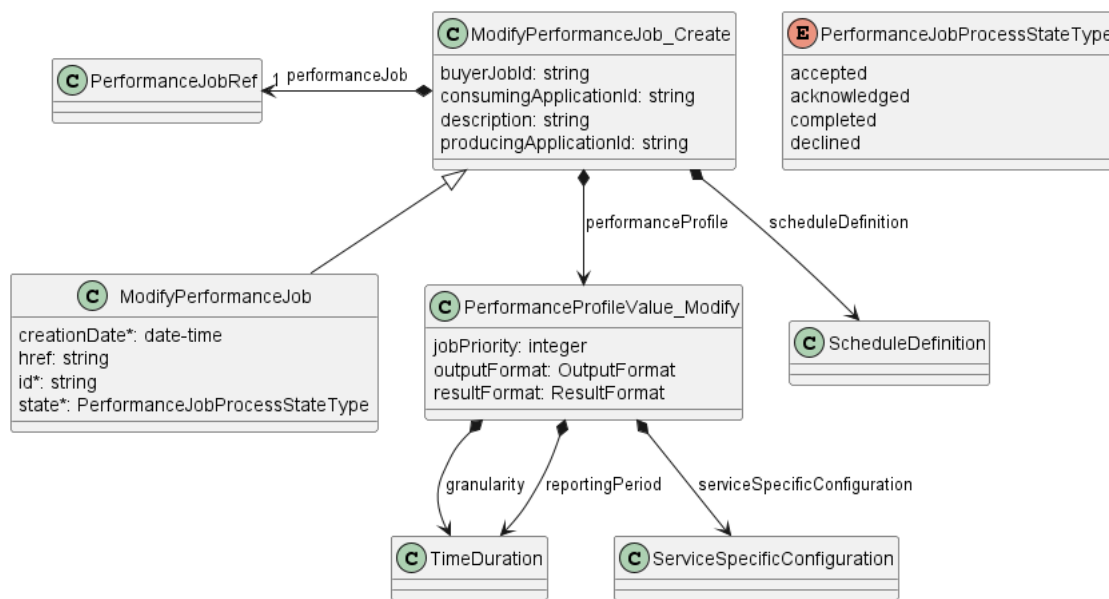 C ModifyPerformanceJob_Create
buyerJobId: string
consumingApplicationId: string
description: string
producingApplicationId: string
E PerformanceJobProcessStateType
accepted
acknowledged
completed
declined
C PerformanceJobRef
1 performanceJob
performanceProfile
scheduleDefinition
C ModifyPerformanceJob
creationDate*: date-time
href: string
id*: string
state*: PerformanceJobProcessStateType
C PerformanceProfileValue_Modify
jobPriority: integer
outputFormat: OutputFormat
resultFormat: ResultFormat
C ScheduleDefinition
granularity
reportingPeriod
serviceSpecificConfiguration
C TimeDuration
C ServiceSpecificConfiguration